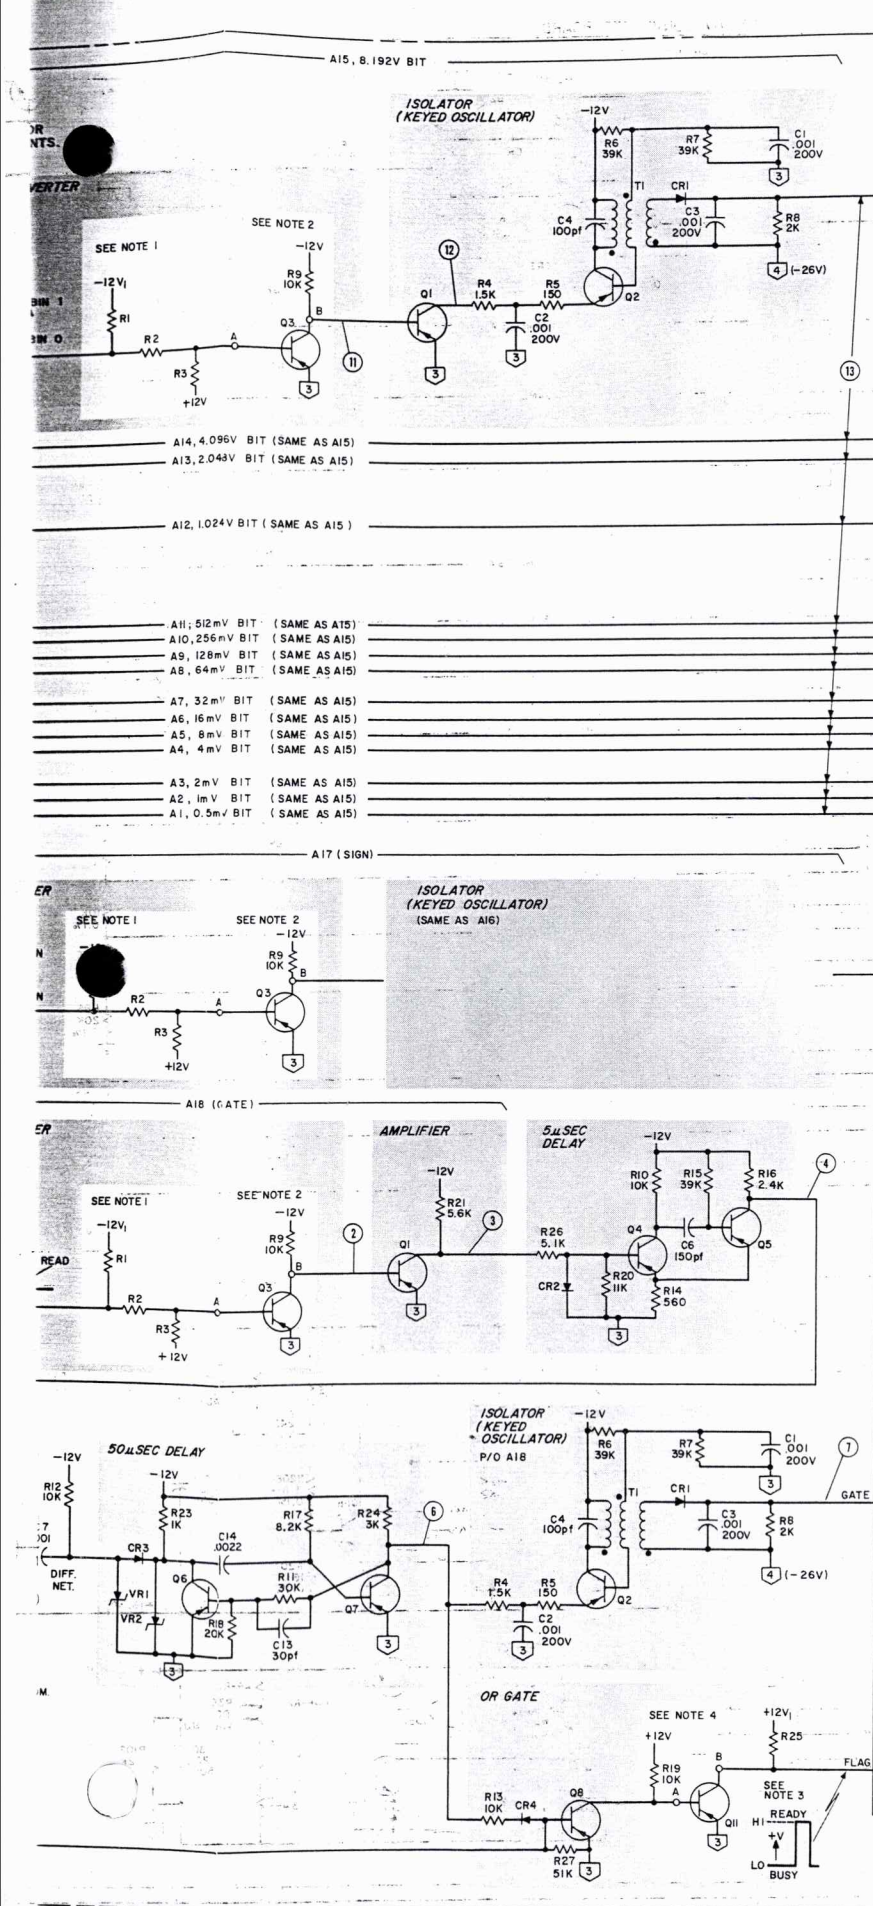 A15, 8.192V BIT
ISOLATOR
(KEYED OSCILLATOR)
-12V
R6
39K
R7
39K
C1
.001
200V
3
NTS.
VERTER
T1
CR1
C4
100pf
C3
.001
200V
R8
2K
4
(-26V)
13
SEE NOTE 1
SEE NOTE 2
-12V
R9
10K
B
-12V1
R1
BIN 1
BIN 0
R2
A
Q3
R3
+12V
3
11
12
Q1
3
R4
1.5K
R5
150
C2
.001
200V
3
Q2
A14, 4.096V BIT (SAME AS A15)
A13, 2.048V BIT (SAME AS A15)
A12, 1.024V BIT (SAME AS A15)
A11, 512mV BIT (SAME AS A15)
A10, 256mV BIT (SAME AS A15)
A9, 128mV BIT (SAME AS A15)
A8, 64mV BIT (SAME AS A15)
A7, 32mV BIT (SAME AS A15)
A6, 16mV BIT (SAME AS A15)
A5, 8mV BIT (SAME AS A15)
A4, 4mV BIT (SAME AS A15)
A3, 2mV BIT (SAME AS A15)
A2, 1mV BIT (SAME AS A15)
A1, 0.5mV BIT (SAME AS A15)
A17 (SIGN)
ER
ISOLATOR
(KEYED OSCILLATOR)
(SAME AS A16)
SEE NOTE 1
SEE NOTE 2
-12V
R9
10K
B
N
N
R2
A
Q3
R3
+12V
3
A18 (GATE)
ER
AMPLIFIER
5µSEC
DELAY
SEE NOTE 1
SEE NOTE 2
-12V1
-12V
R1
R9
10K
B
READ
R2
A
Q3
R3
+12V
3
2
Q1
3
-12V
R21
5.6K
3
-12V
R10
10K
R15
39K
R16
2.4K
4
R26
5.1K
Q4
C6
150pf
Q5
CR2
R20
11K
R14
560
3
50µSEC DELAY
-12V
R12
10K
-12V
R23
1K
R17
8.2K
R24
3K
6
C14
.0022
CR3
7
001
DIFF.
NET.
VR1
VR2
Q6
R11
30K
Q7
R18
20K
C13
30pf
3
3
ISOLATOR
(KEYED
OSCILLATOR)
P/O A18
-12V
R6
39K
R7
39K
C1
.001
200V
3
7
GATE
T1
CR1
C4
100pf
C3
.001
200V
R8
2K
4
(-26V)
R4
1.5K
R5
150
Q2
C2
.001
200V
3
M.
OR GATE
SEE NOTE 4
+12V
R19
10K
+12V1
R25
B
FLAG
R13
10K
CR4
Q8
A
Q11
3
R27
51K
3
SEE
NOTE 3
READY
HI
+V
LO
BUSY